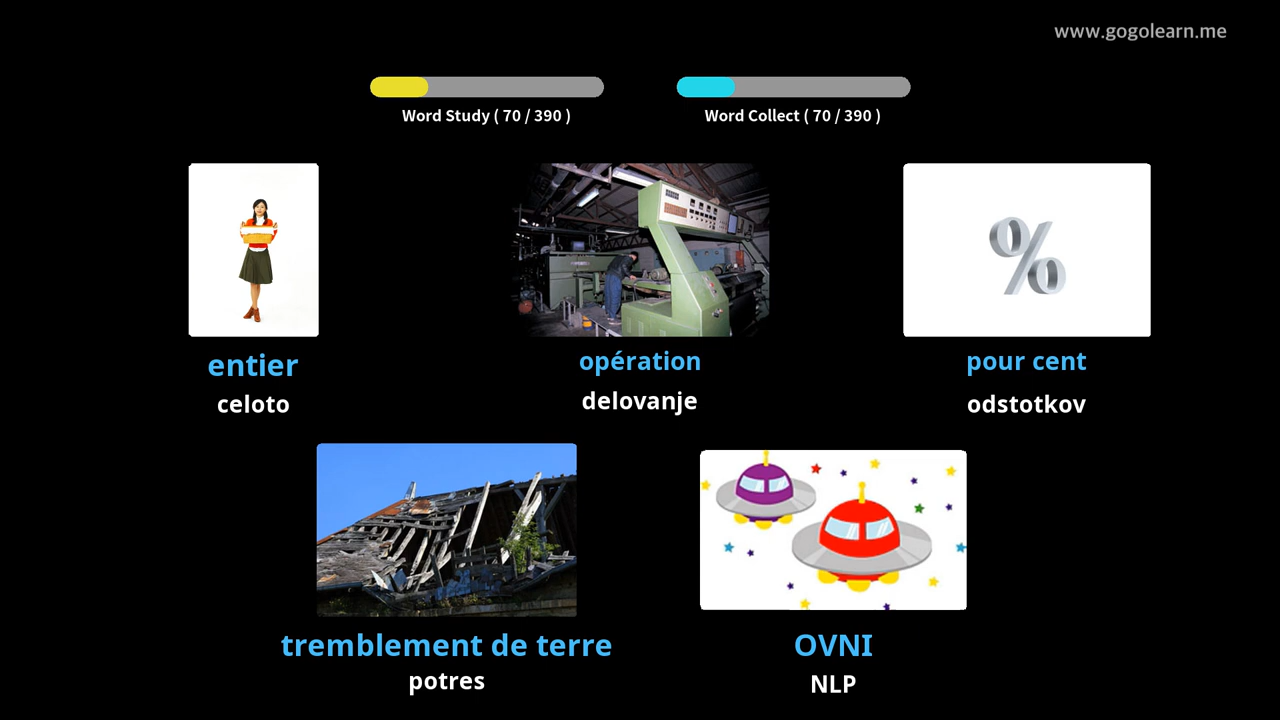 www.gogolearn.me
Word Study ( 70 / 390 )
Word Collect ( 70 / 390 )
entier
celoto
opération
delovanje
pour cent
odstotkov
%
tremblement de terre
potres
OVNI
NLP